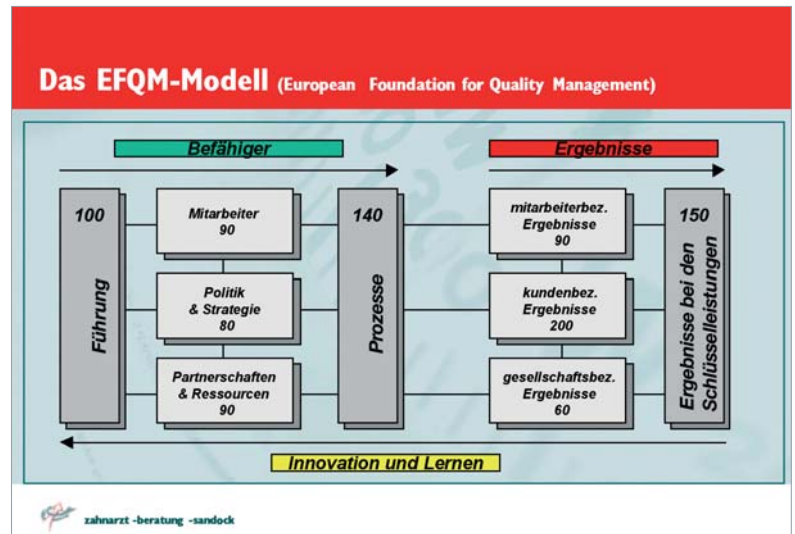 Das EFQM-Modell (European Foundation for Quality Management)
Befähiger
Ergebnisse
100
Führung
Mitarbeiter
90
Politik
& Strategie
80
Partnerschaften
& Ressourcen
90
140
Prozesse
mitarbeiterbez.
Ergebnisse
90
kundenbez.
Ergebnisse
200
gesellschaftsbez.
Ergebnisse
60
150
Ergebnisse bei den
Schlüsselleistungen
Innovation und Lernen
zahnarzt -beratung -sandock